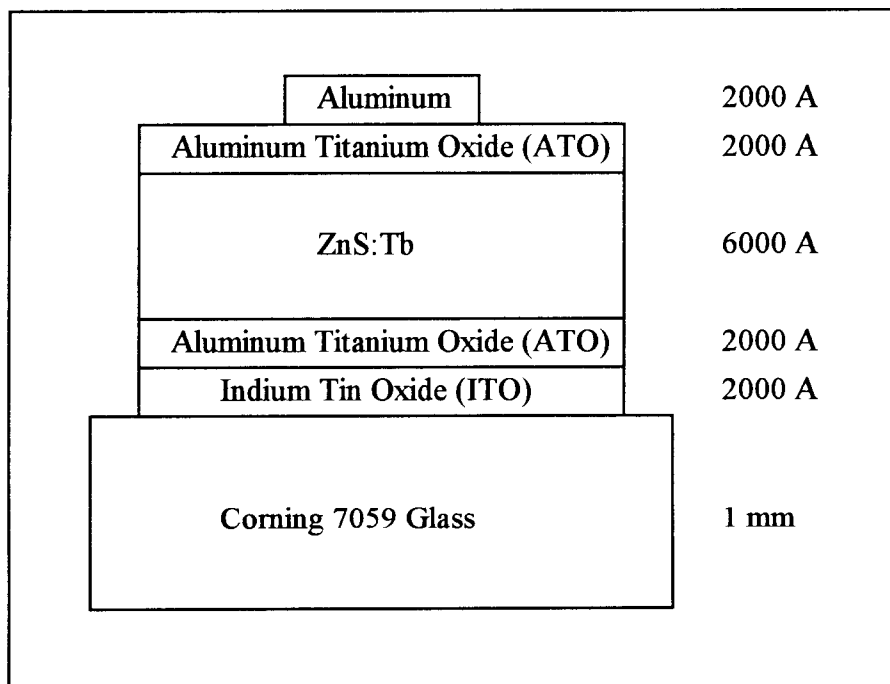 Aluminum 2000 A
Aluminum Titanium Oxide (ATO) 2000 A
ZnS:Tb 6000 A
Aluminum Titanium Oxide (ATO) 2000 A
Indium Tin Oxide (ITO) 2000 A
Corning 7059 Glass 1 mm